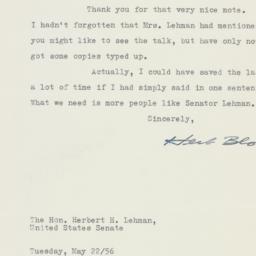 Thank you for that very nice note.
I hadn't forgotten that Mrs. Lehman had mentione
you might like to see the talk, but have only no
got some copies typed up.
Actually, I could have saved the la
a lot of time if I had simply said in one senten
What we need is more people like Senator Lehman.
Sincerely,
Herb Blo
The Hon. Herbert H. Lehman,
United States Senate
Tuesday, May 22/56